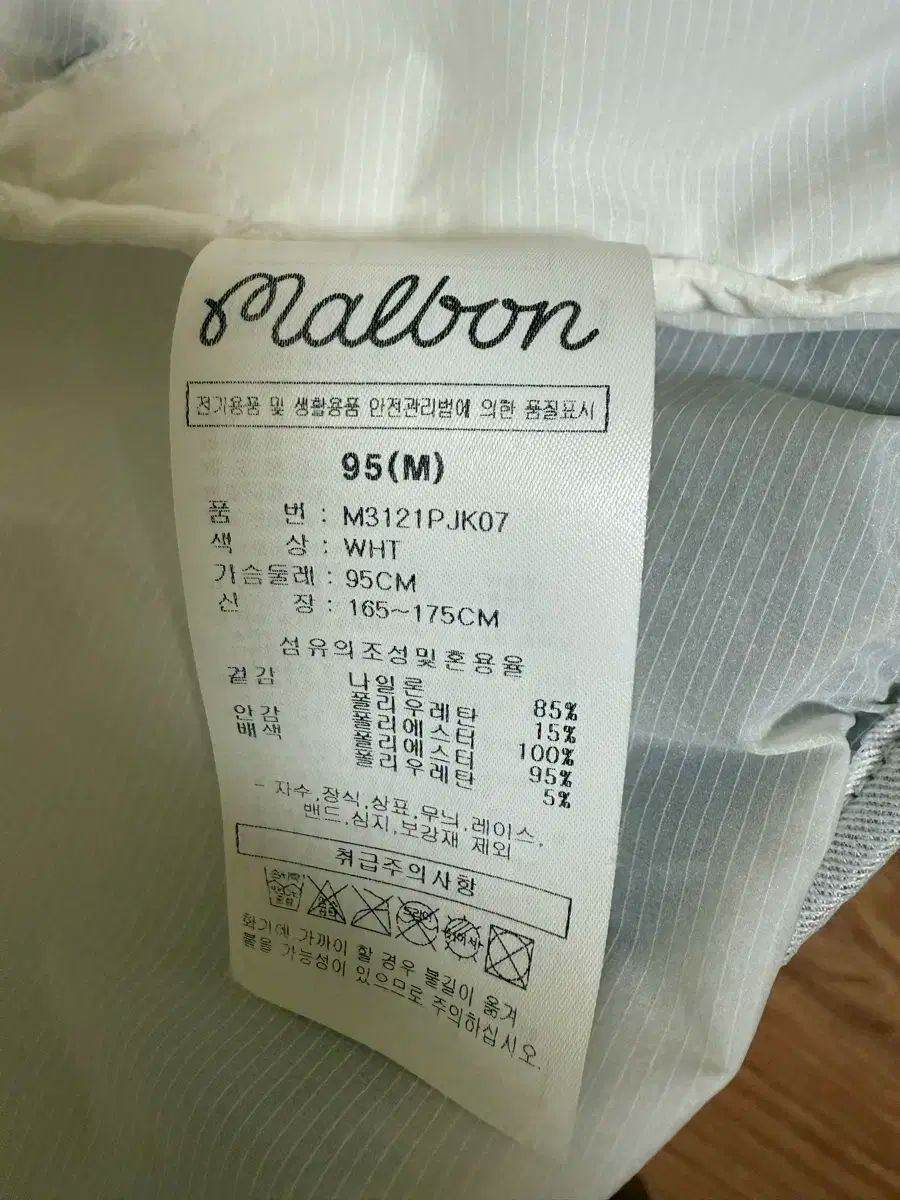 Malbon
전기용품 및 생활용품 안전관리법에 의한 품질표시
95(M)
품 번 : M3121PJK07
색 상 : WHT
가슴둘레 : 95CM
신 장 : 165~175CM
섬유의조성및혼용율
겉감 나일론 85%
폴리우레탄 15%
안감 폴리에스터 100%
배색 폴리에스터 95%
폴리우레탄 5%
- 자수,장식,상표,무늬,레이스,
밴드,심지,보강재 제외
취급주의사항
화기에 가까이 할 경우 불길이 옮겨
붙을 가능성이 있으므로 주의하십시오.